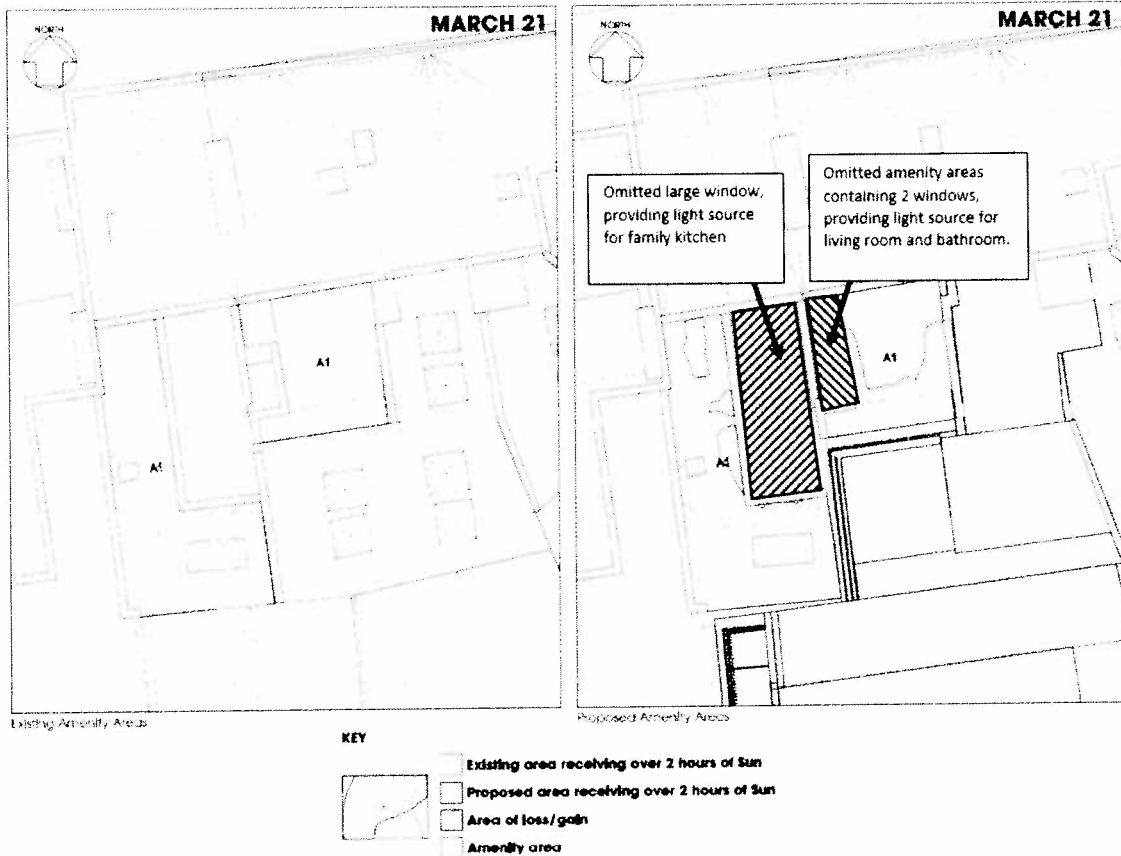 MARCH 21
NORTH
A1
A1
Existing Amenity Areas
MARCH 21
NORTH
Omitted large window,
providing light source
for family kitchen
Omitted amenity areas
containing 2 windows,
providing light source for
living room and bathroom.
A1
Proposed Amenity Areas
KEY
Existing area receiving over 2 hours of Sun
Proposed area receiving over 2 hours of Sun
Area of loss/gain
Amenity area